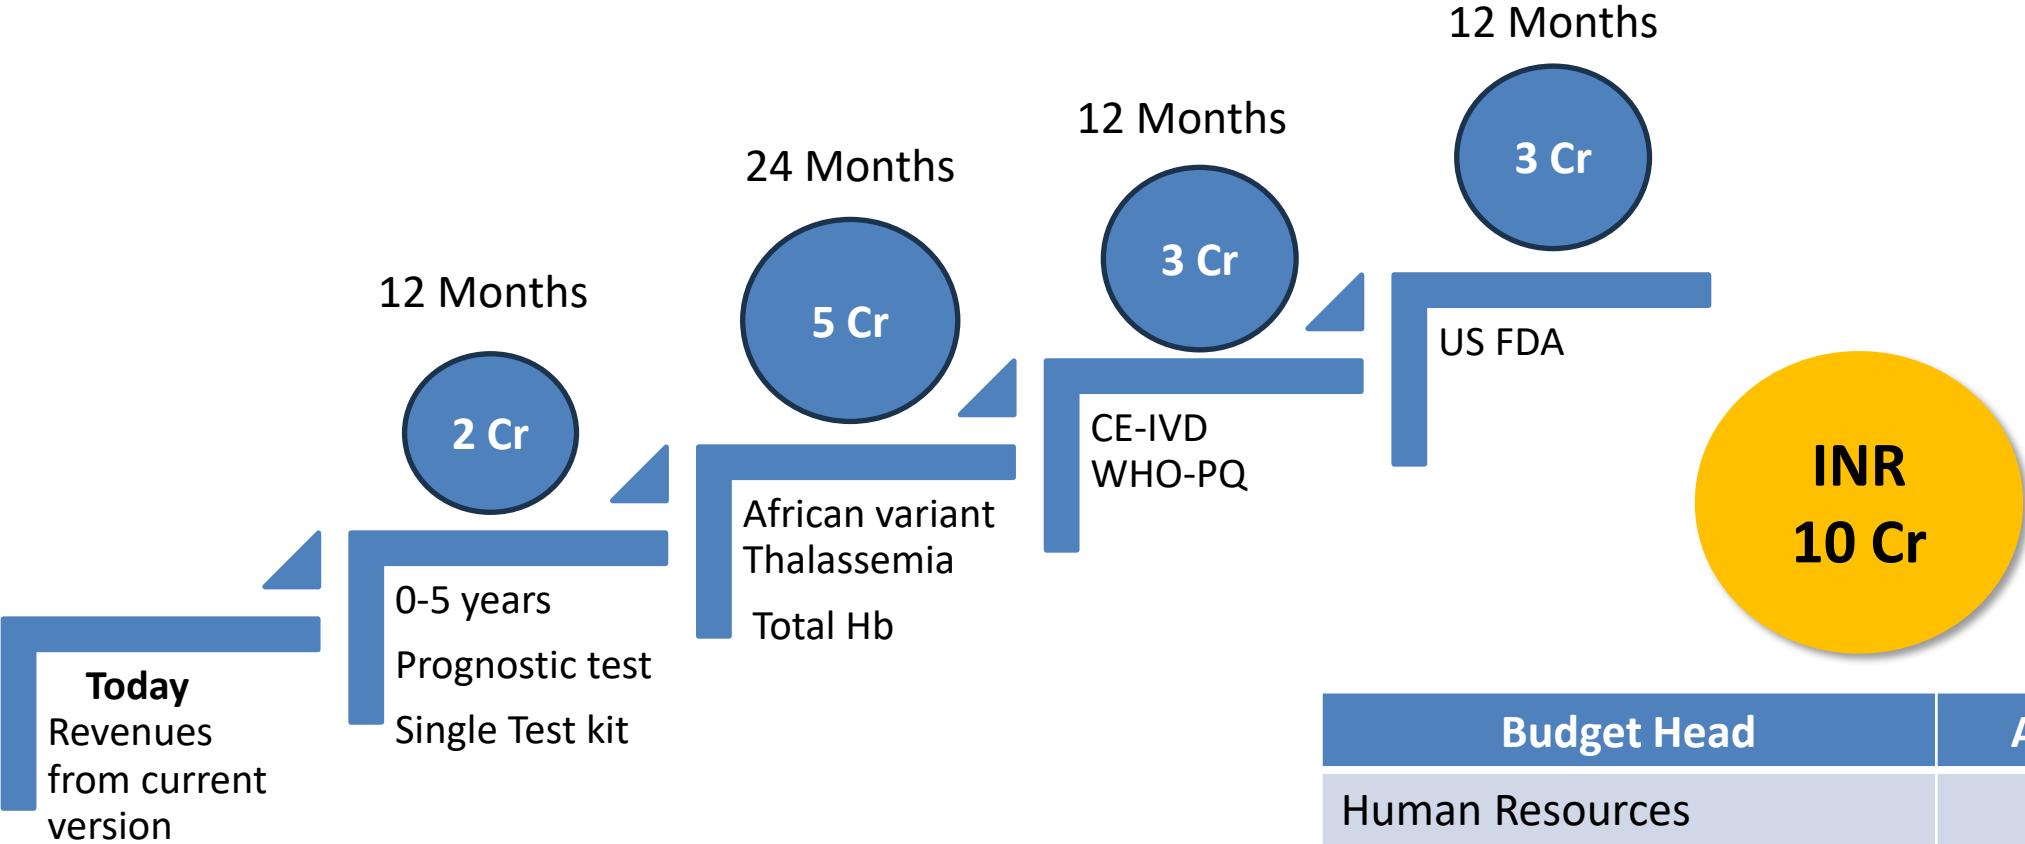 12 Months
3 Cr
12 Months
3 Cr
24 Months
5 Cr
12 Months
2 Cr
Today
Revenues
from current
version
0-5 years
Prognostic test
Single Test kit
African variant
Thalassemia
Total Hb
CE-IVD
WHO-PQ
US FDA
INR
10 Cr
Budget Head
Human Resources